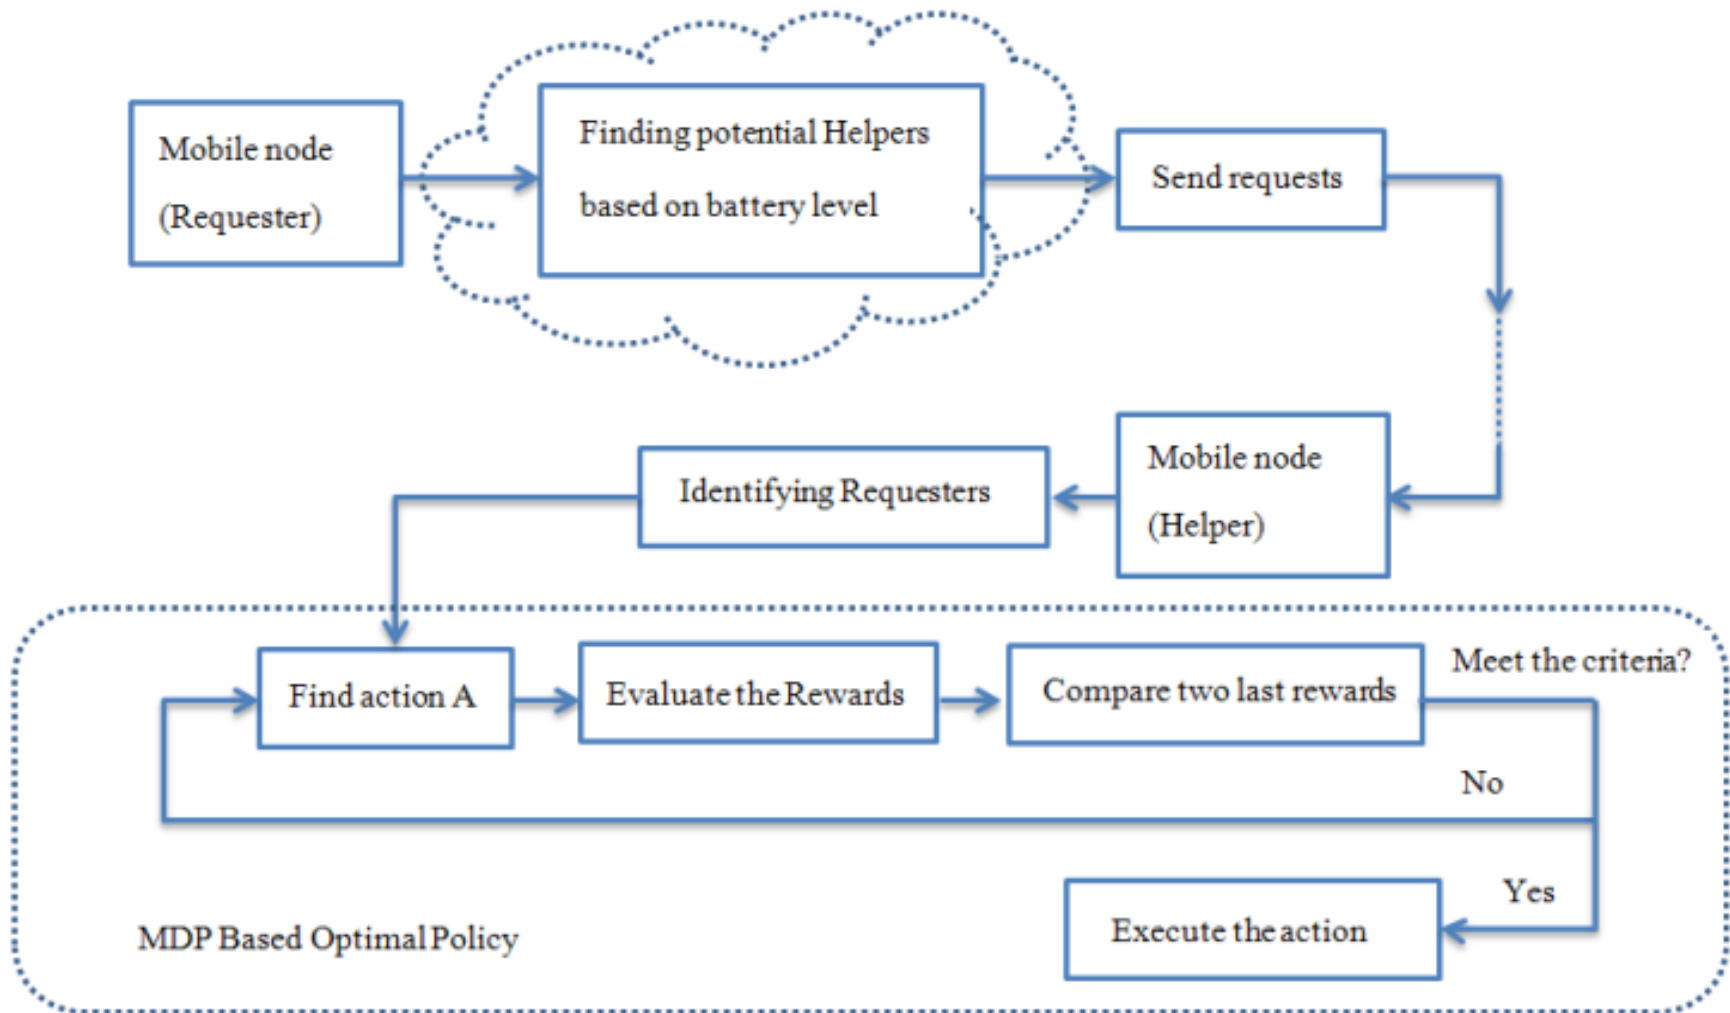 Mobile node
(Requester)
Finding potential Helpers
based on battery level
Send requests
Mobile node
(Helper)
Identifying Requesters
Find action A
Evaluate the Rewards
Compare two last rewards
Meet the criteria?
No
Yes
Execute the action
MDP Based Optimal Policy